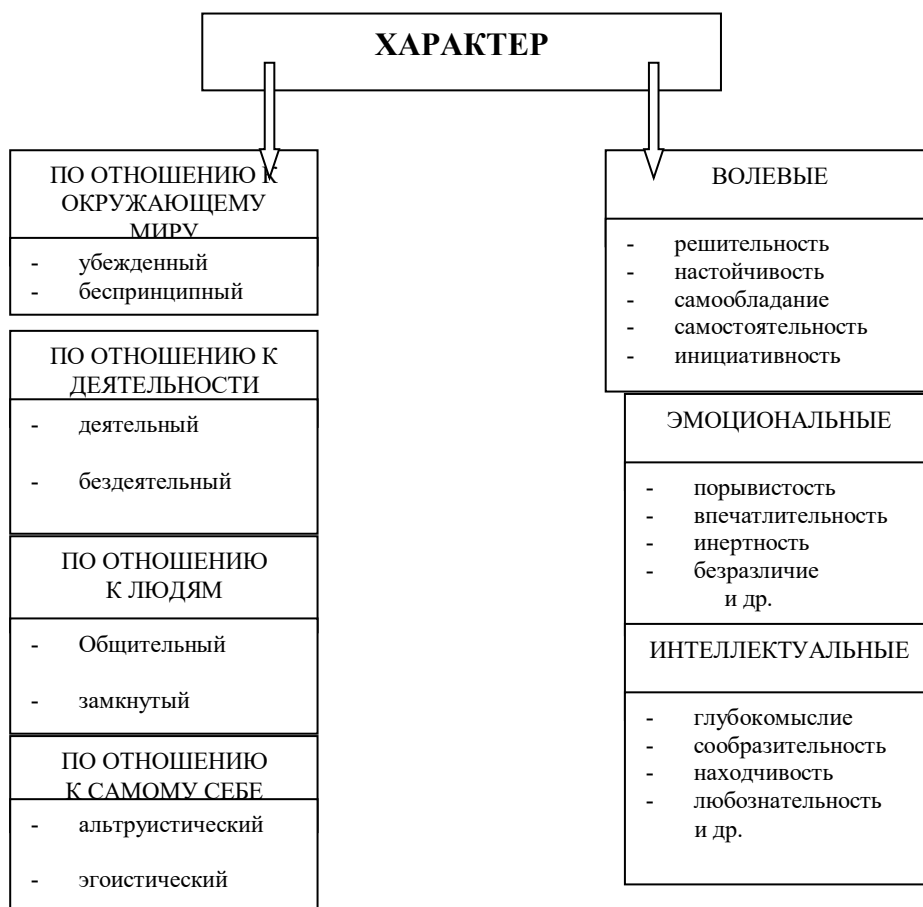 ХАРАКТЕР
ПО ОТНОШЕНИЮ К
ОКРУЖАЮЩЕМУ
МИРУ
- убежденный
- беспринципный
ПО ОТНОШЕНИЮ К
ДЕЯТЕЛЬНОСТИ
- деятельный
- бездеятельный
ПО ОТНОШЕНИЮ
К ЛЮДЯМ
- Общительный
- замкнутый
ПО ОТНОШЕНИЮ
К САМОМУ СЕБЕ
- альтруистический
- эгоистический
ВОЛЕВЫЕ
- решительность
- настойчивость
- самообладание
- самостоятельность
- инициативность
ЭМОЦИОНАЛЬНЫЕ
- порывистость
- впечатлительность
- инертность
- безразличие
и др.
ИНТЕЛЛЕКТУАЛЬНЫЕ
- глубокомыслие
- сообразительность
- находчивость
- любознательность
и др.